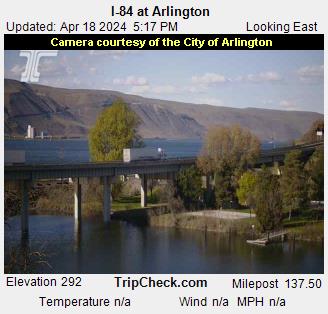 I-84 at Arlington
Updated: Apr 18 2024 5:17 PM Looking East
Camera courtesy of the City of Arlington
Elevation 292 TripCheck.com Milepost 137.50
Temperature n/a Wind n/a MPH n/a